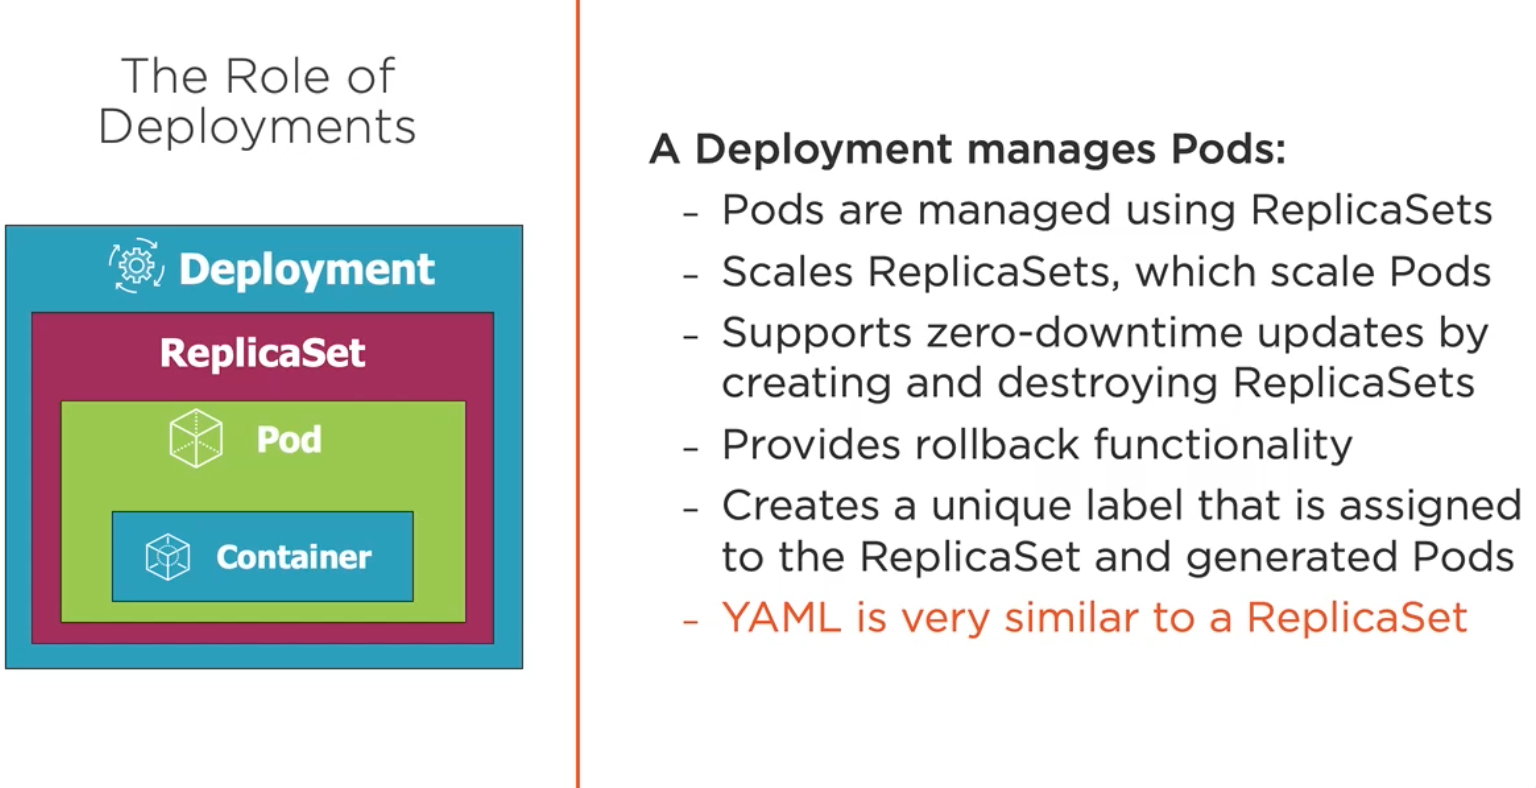 The Role of
Deployments
Deployment
ReplicaSet
Pod
Container
A Deployment manages Pods:
- Pods are managed using ReplicaSets
- Scales ReplicaSets, which scale Pods
- Supports zero-downtime updates by
creating and destroying ReplicaSets
- Provides rollback functionality
- Creates a unique label that is assigned
to the ReplicaSet and generated Pods
- YAML is very similar to a ReplicaSet